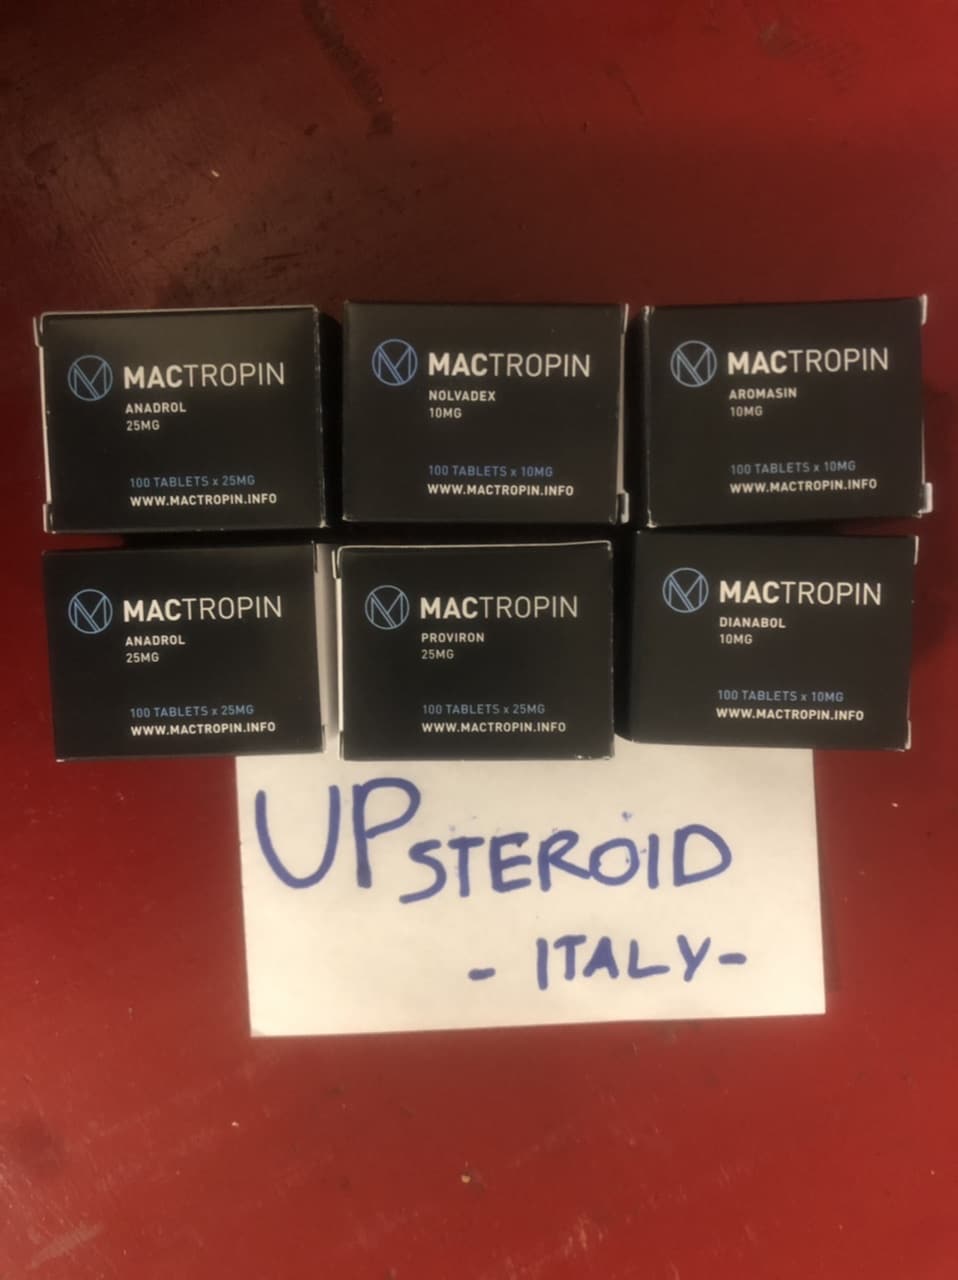 MACTROPIN
ANADROL
25MG
100 TABLETS x 25MG
WWW.MACTROPIN.INFO
MACTROPIN
NOLVADEX
10MG
100 TABLETS x 10MG
WWW.MACTROPIN.INFO
MACTROPIN
AROMASIN
10MG
100 TABLETS x 10MG
WWW.MACTROPIN.INFO
MACTROPIN
ANADROL
25MG
100 TABLETS x 25MG
WWW.MACTROPIN.INFO
MACTROPIN
PROVIRON
25MG
100 TABLETS x 25MG
WWW.MACTROPIN.INFO
MACTROPIN
DIANABOL
10MG
100 TABLETS x 10MG
WWW.MACTROPIN.INFO
UPSTEROID
- ITALY-